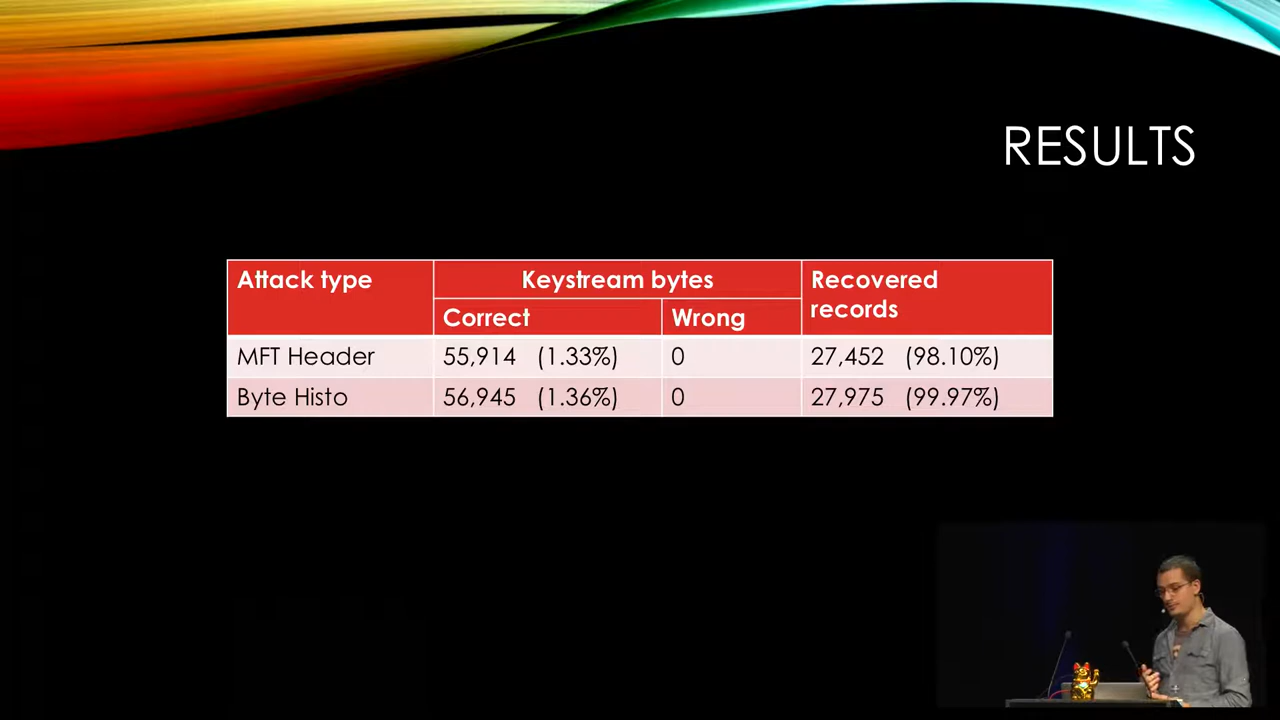 RESULTS
Attack type
Keystream bytes
Recovered
records
Correct
Wrong
MFT Header
55,914 (1.33%)
0
27,452 (98.10%)
Byte Histo
56,945 (1.36%)
0
27,975 (99.97%)